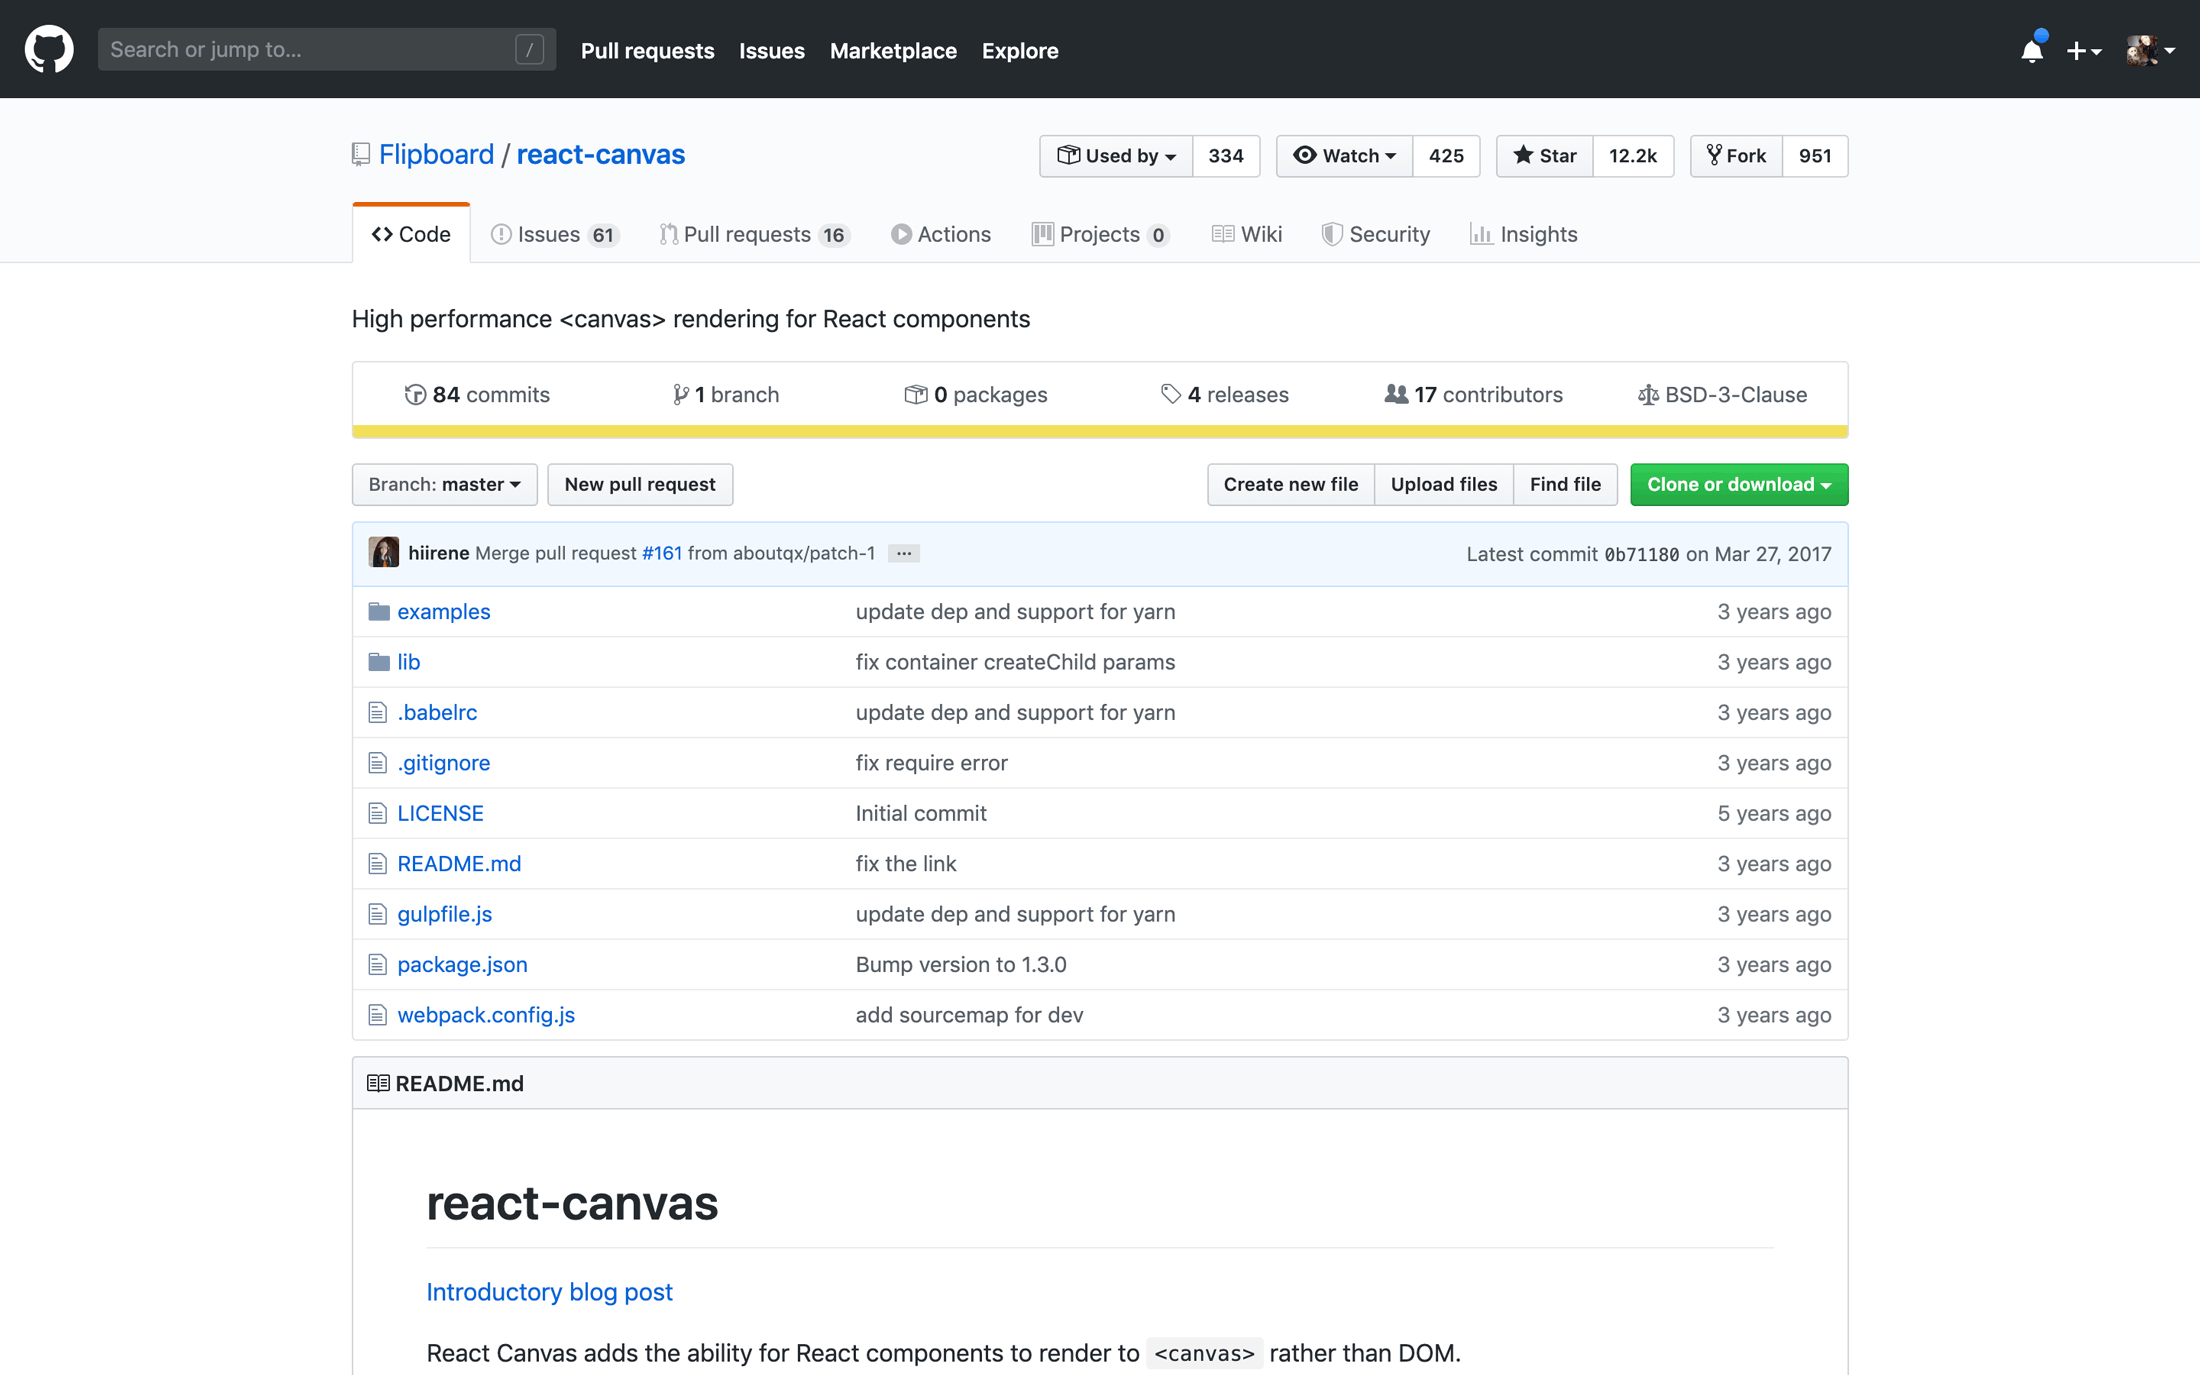 Search or jump to... /
Pull requests Issues Marketplace Explore
Flipboard / react-canvas
Used by 334 Watch 425 Star 12.2k Fork 951
Code Issues 61 Pull requests 16 Actions Projects 0 Wiki Security Insights
High performance <canvas> rendering for React components
84 commits 1 branch 0 packages 4 releases 17 contributors BSD-3-Clause
Branch: master New pull request Create new file Upload files Find file Clone or download
hiirene Merge pull request #161 from aboutqx/patch-1 ... Latest commit 0b71180 on Mar 27, 2017
examples update dep and support for yarn 3 years ago
lib fix container createChild params 3 years ago
.babelrc update dep and support for yarn 3 years ago
.gitignore fix require error 3 years ago
LICENSE Initial commit 5 years ago
README.md fix the link 3 years ago
gulpfile.js update dep and support for yarn 3 years ago
package.json Bump version to 1.3.0 3 years ago
webpack.config.js add sourcemap for dev 3 years ago
README.md
react-canvas
Introductory blog post
React Canvas adds the ability for React components to render to <canvas> rather than DOM.